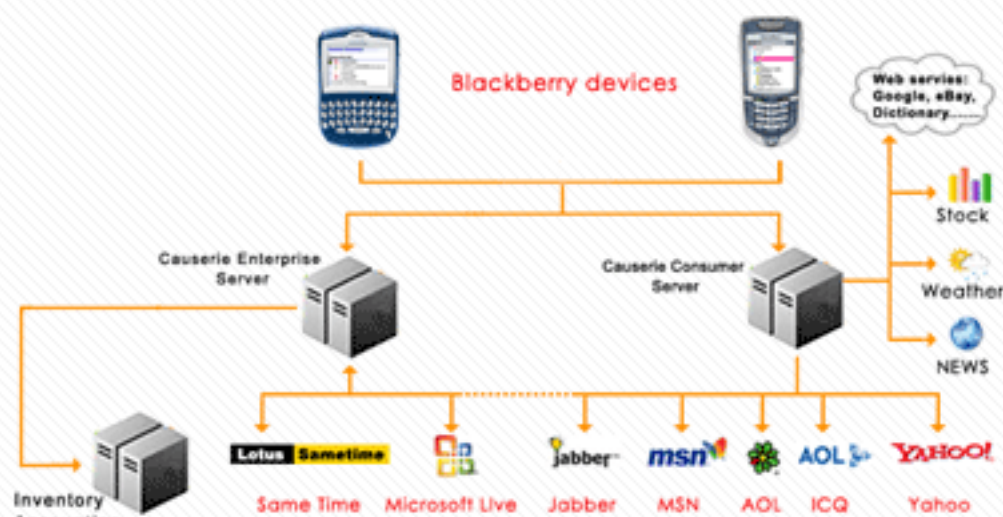 Blackberry devices
Web servies:
Google, eBay,
Dictionary.......
Stock
Weather
NEWS
Causerie Enterprise
Server
Causerie Consumer
Server
Lotus Sametime
jabber
msn
AOL
YAHOO!
Same Time
Microsoft Live
Jabber
MSN
AOL
ICQ
Yahoo
Inventory